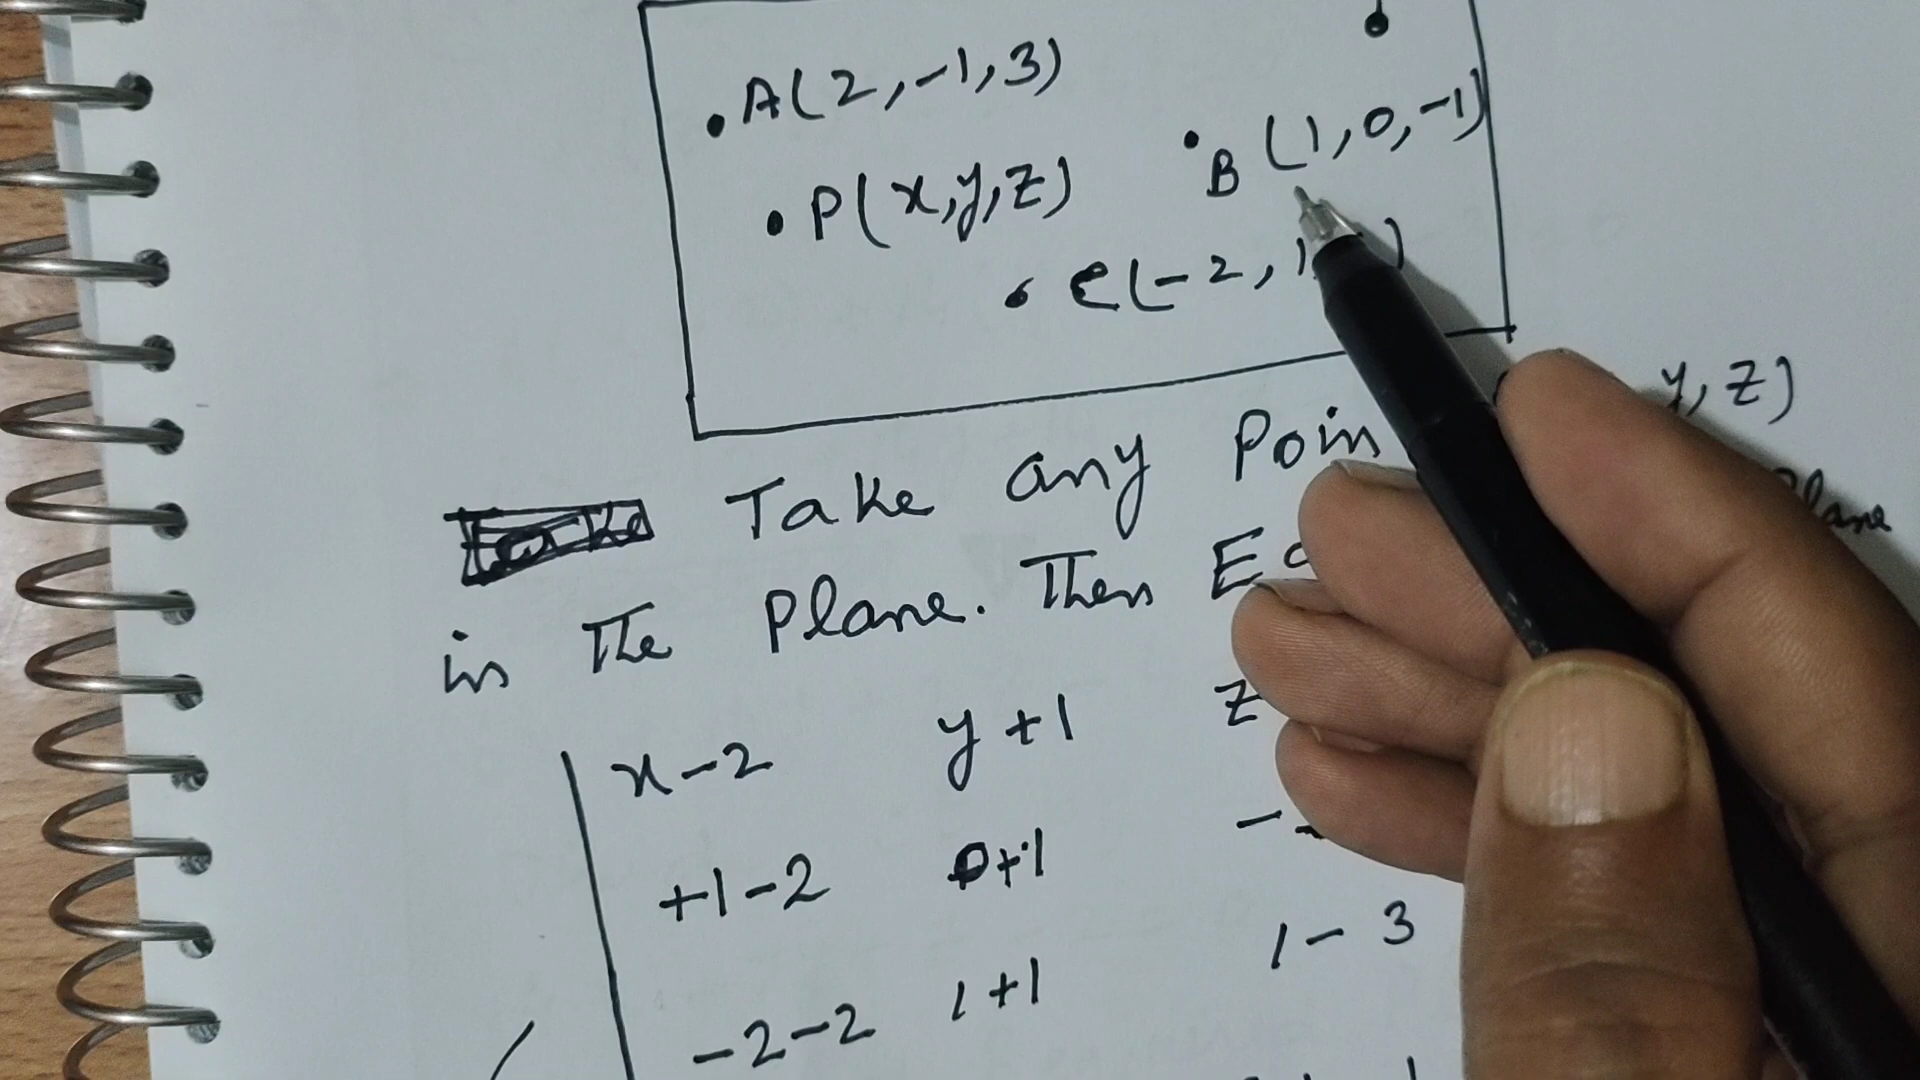 . A(2, -1, 3)
. B (1, 0, -1)
. P(x, y, z)
. C(-2, 1
y, z)
Take any Poin
Plane
in The Plane. Then
x-2 y+1 z
+1-2 0+1 -
-2-2 1+1 1-3